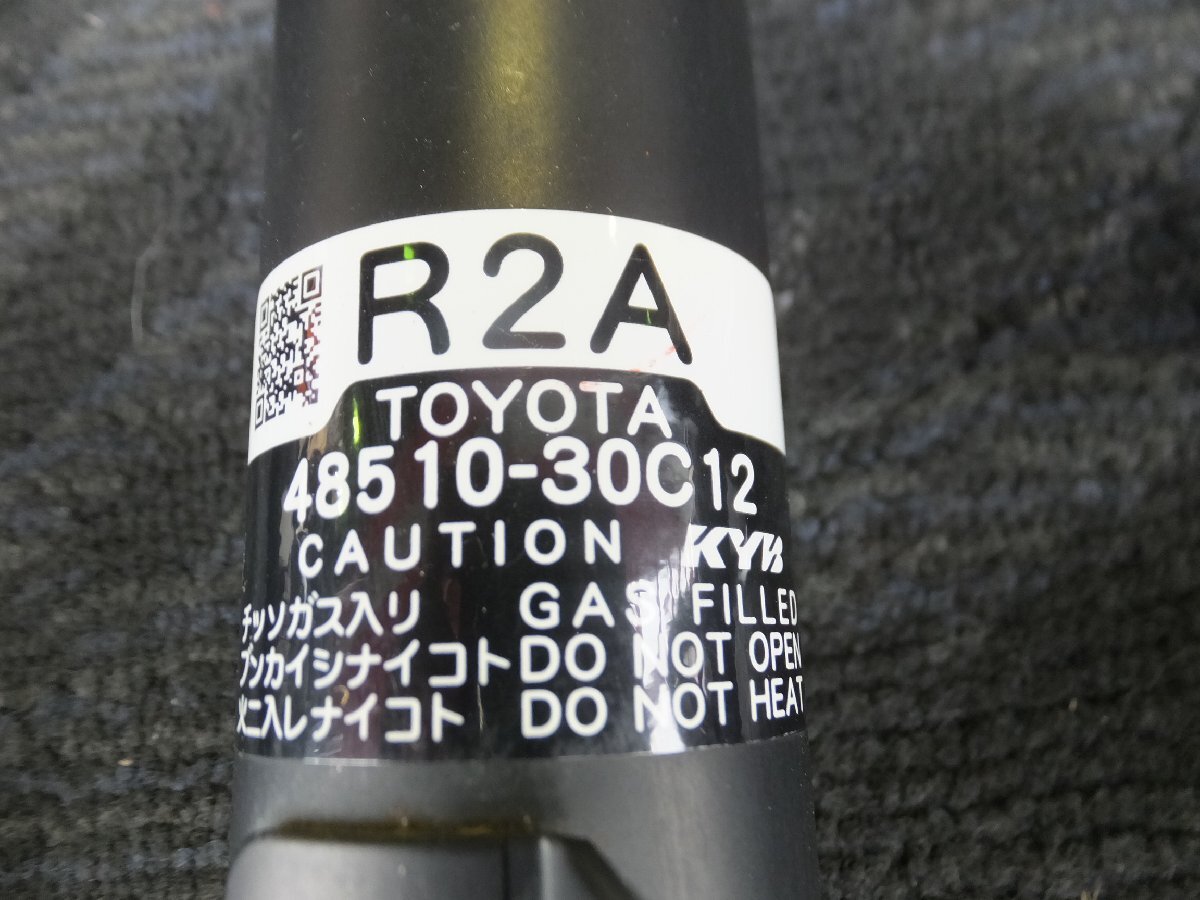 R2A
TOYOTA
48510-30C12
CAUTION KYB
チッソガス入リ GAS FILLED
ブンカイシナイコト DO NOT OPEN
火ニ入レナイコト DO NOT HEAT